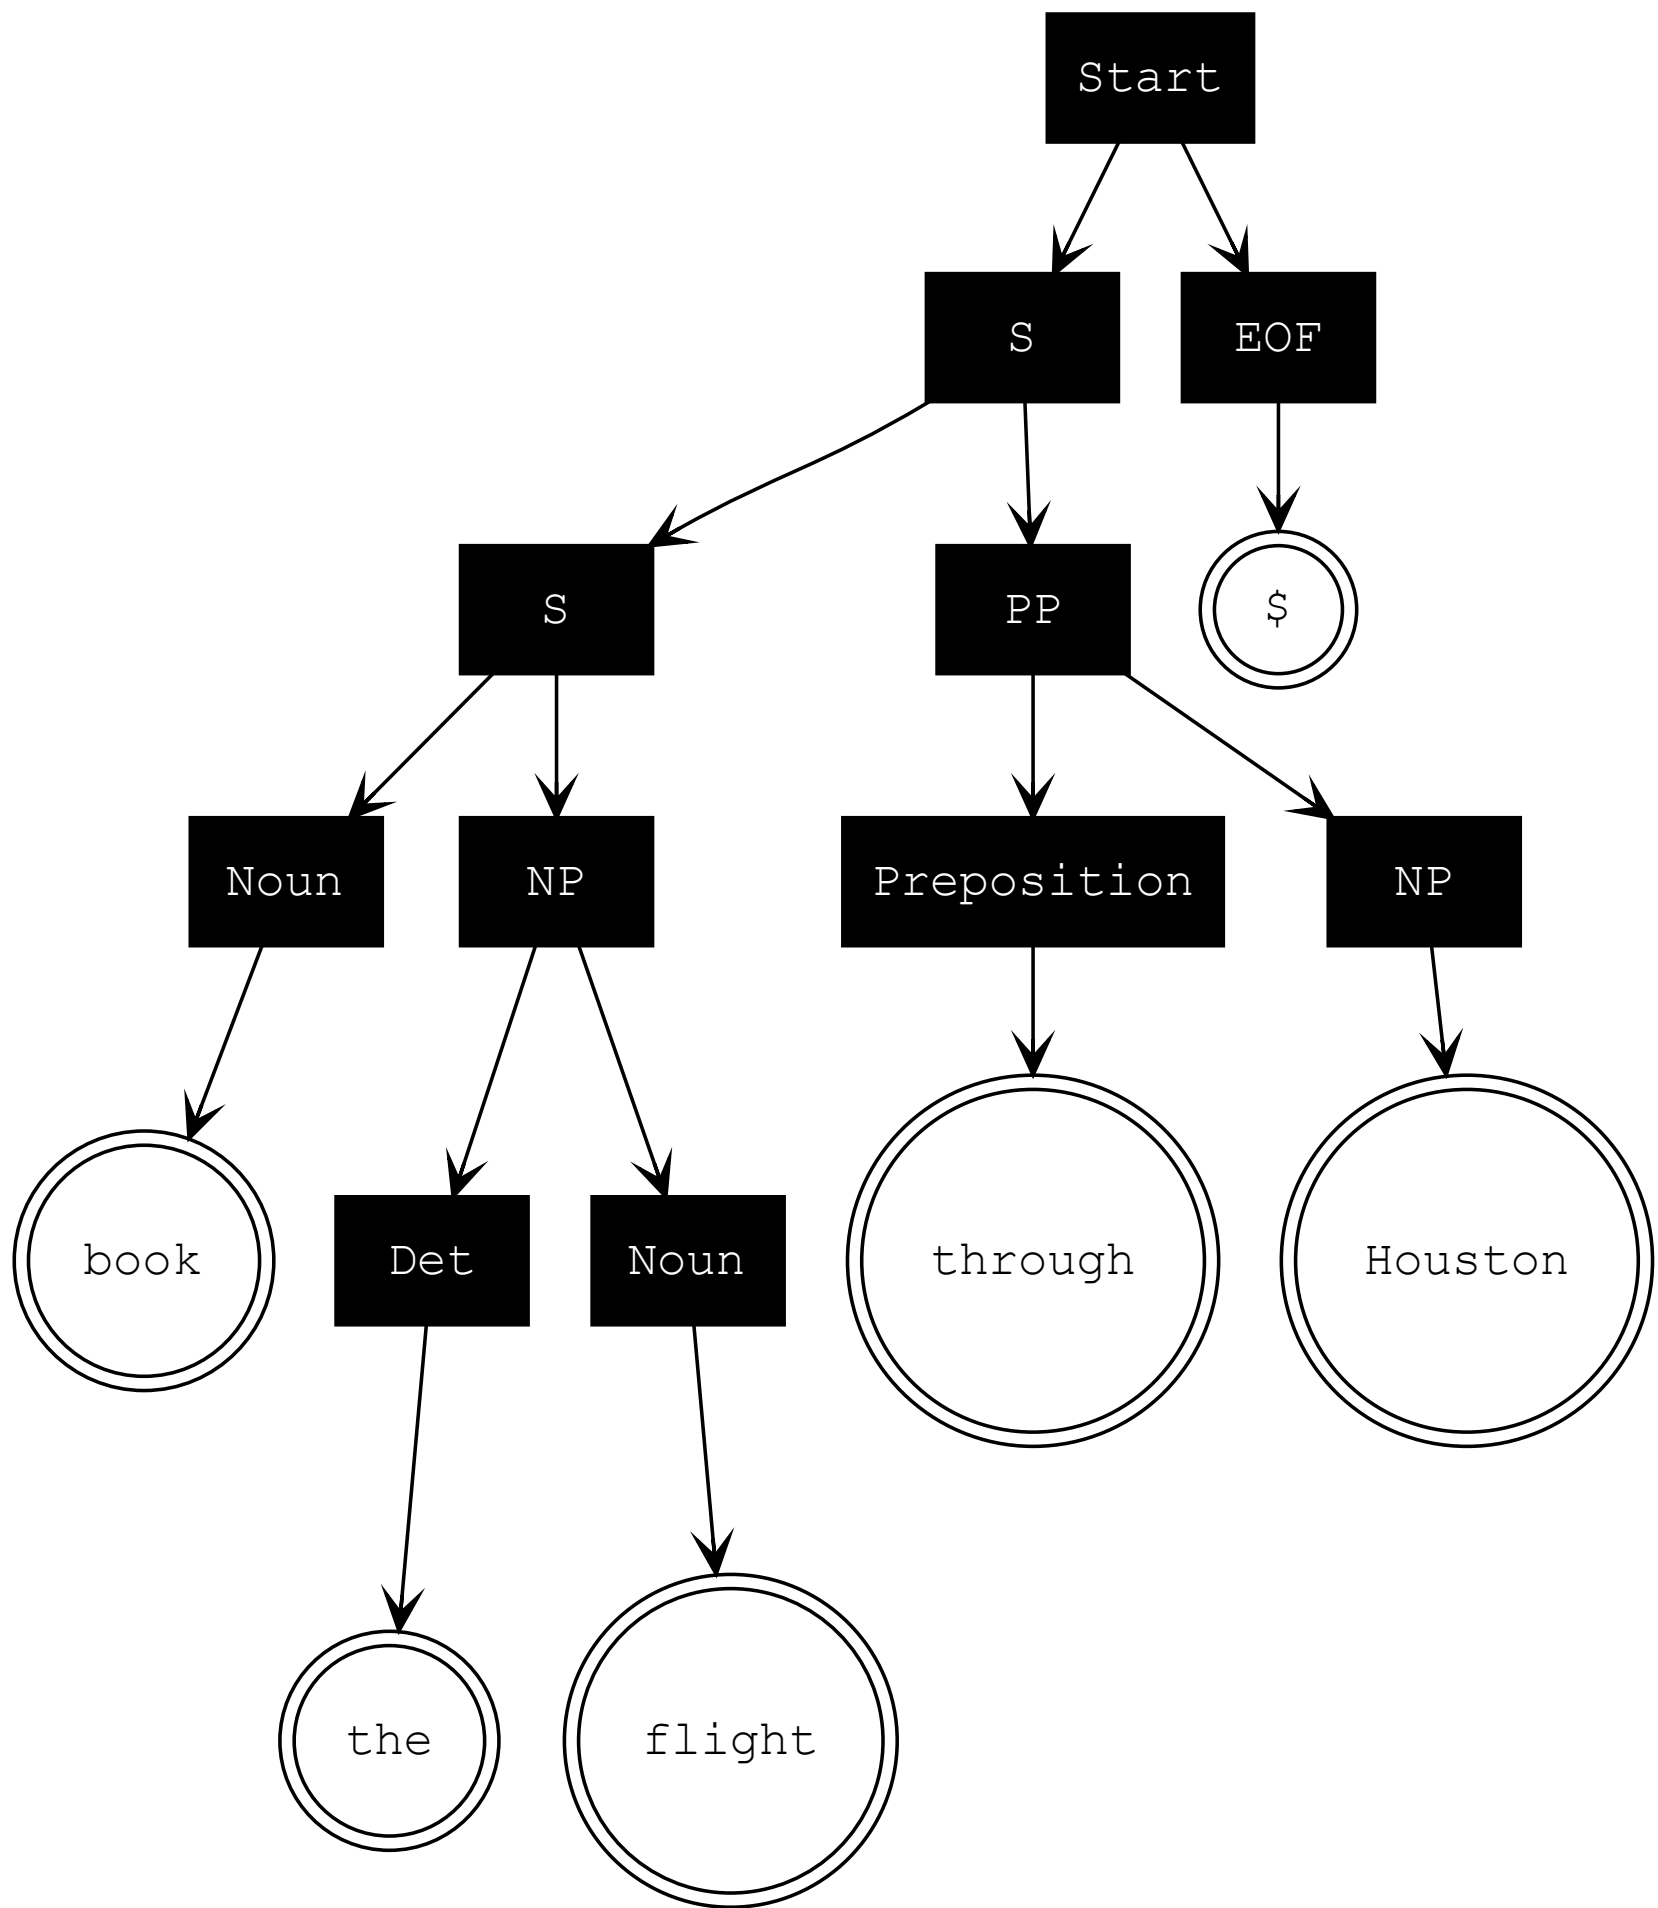 Start
S
EOF
S
PP
$
Noun
NP
Preposition
NP
book
Det
Noun
through
Houston
the
flight